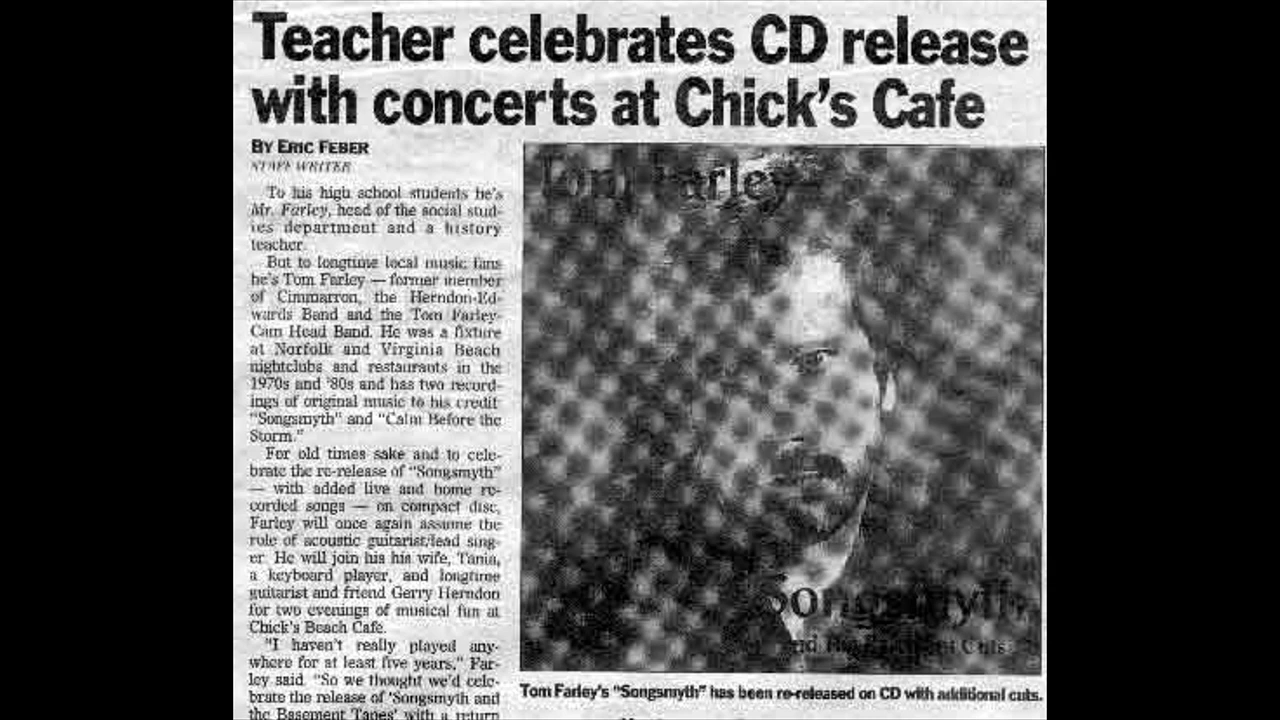 Teacher celebrates CD release
with concerts at Chick's Cafe
BY ERIC FEBER
STAFF WRITER
To his high school students he's
Mr. Farley, head of the social stud-
ies department and a history
teacher.
But to longtime local music fans
he's Tom Farley — former member
of Cimmarron, the Herndon-Ed-
wards Band and the Tom Farley-
Cam Head Band. He was a fixture
at Norfolk and Virginia Beach
nightclubs and restaurants in the
1970s and '80s and has two record-
ings of original music to his credit
"Songsmyth" and "Calm Before the
Storm."
For old times sake and to cele-
brate the re-release of "Songsmyth"
— with added live and home re-
corded songs — on compact disc,
Farley will once again assume the
role of acoustic guitarist/lead sing-
er. He will join his his wife, Tania,
a keyboard player, and longtime
guitarist and friend Gerry Herndon
for two evenings of musical fun at
Chick's Beach Cafe.
"I haven't really played any-
where for at least five years," Far-
ley said. "So we thought we'd cele-
brate the release of 'Songsmyth and
the Basement Tapes' with a return
Tom Farley
Songsmyth
Cuts
Tom Farley's "Songsmyth" has been re-released on CD with additional cuts.